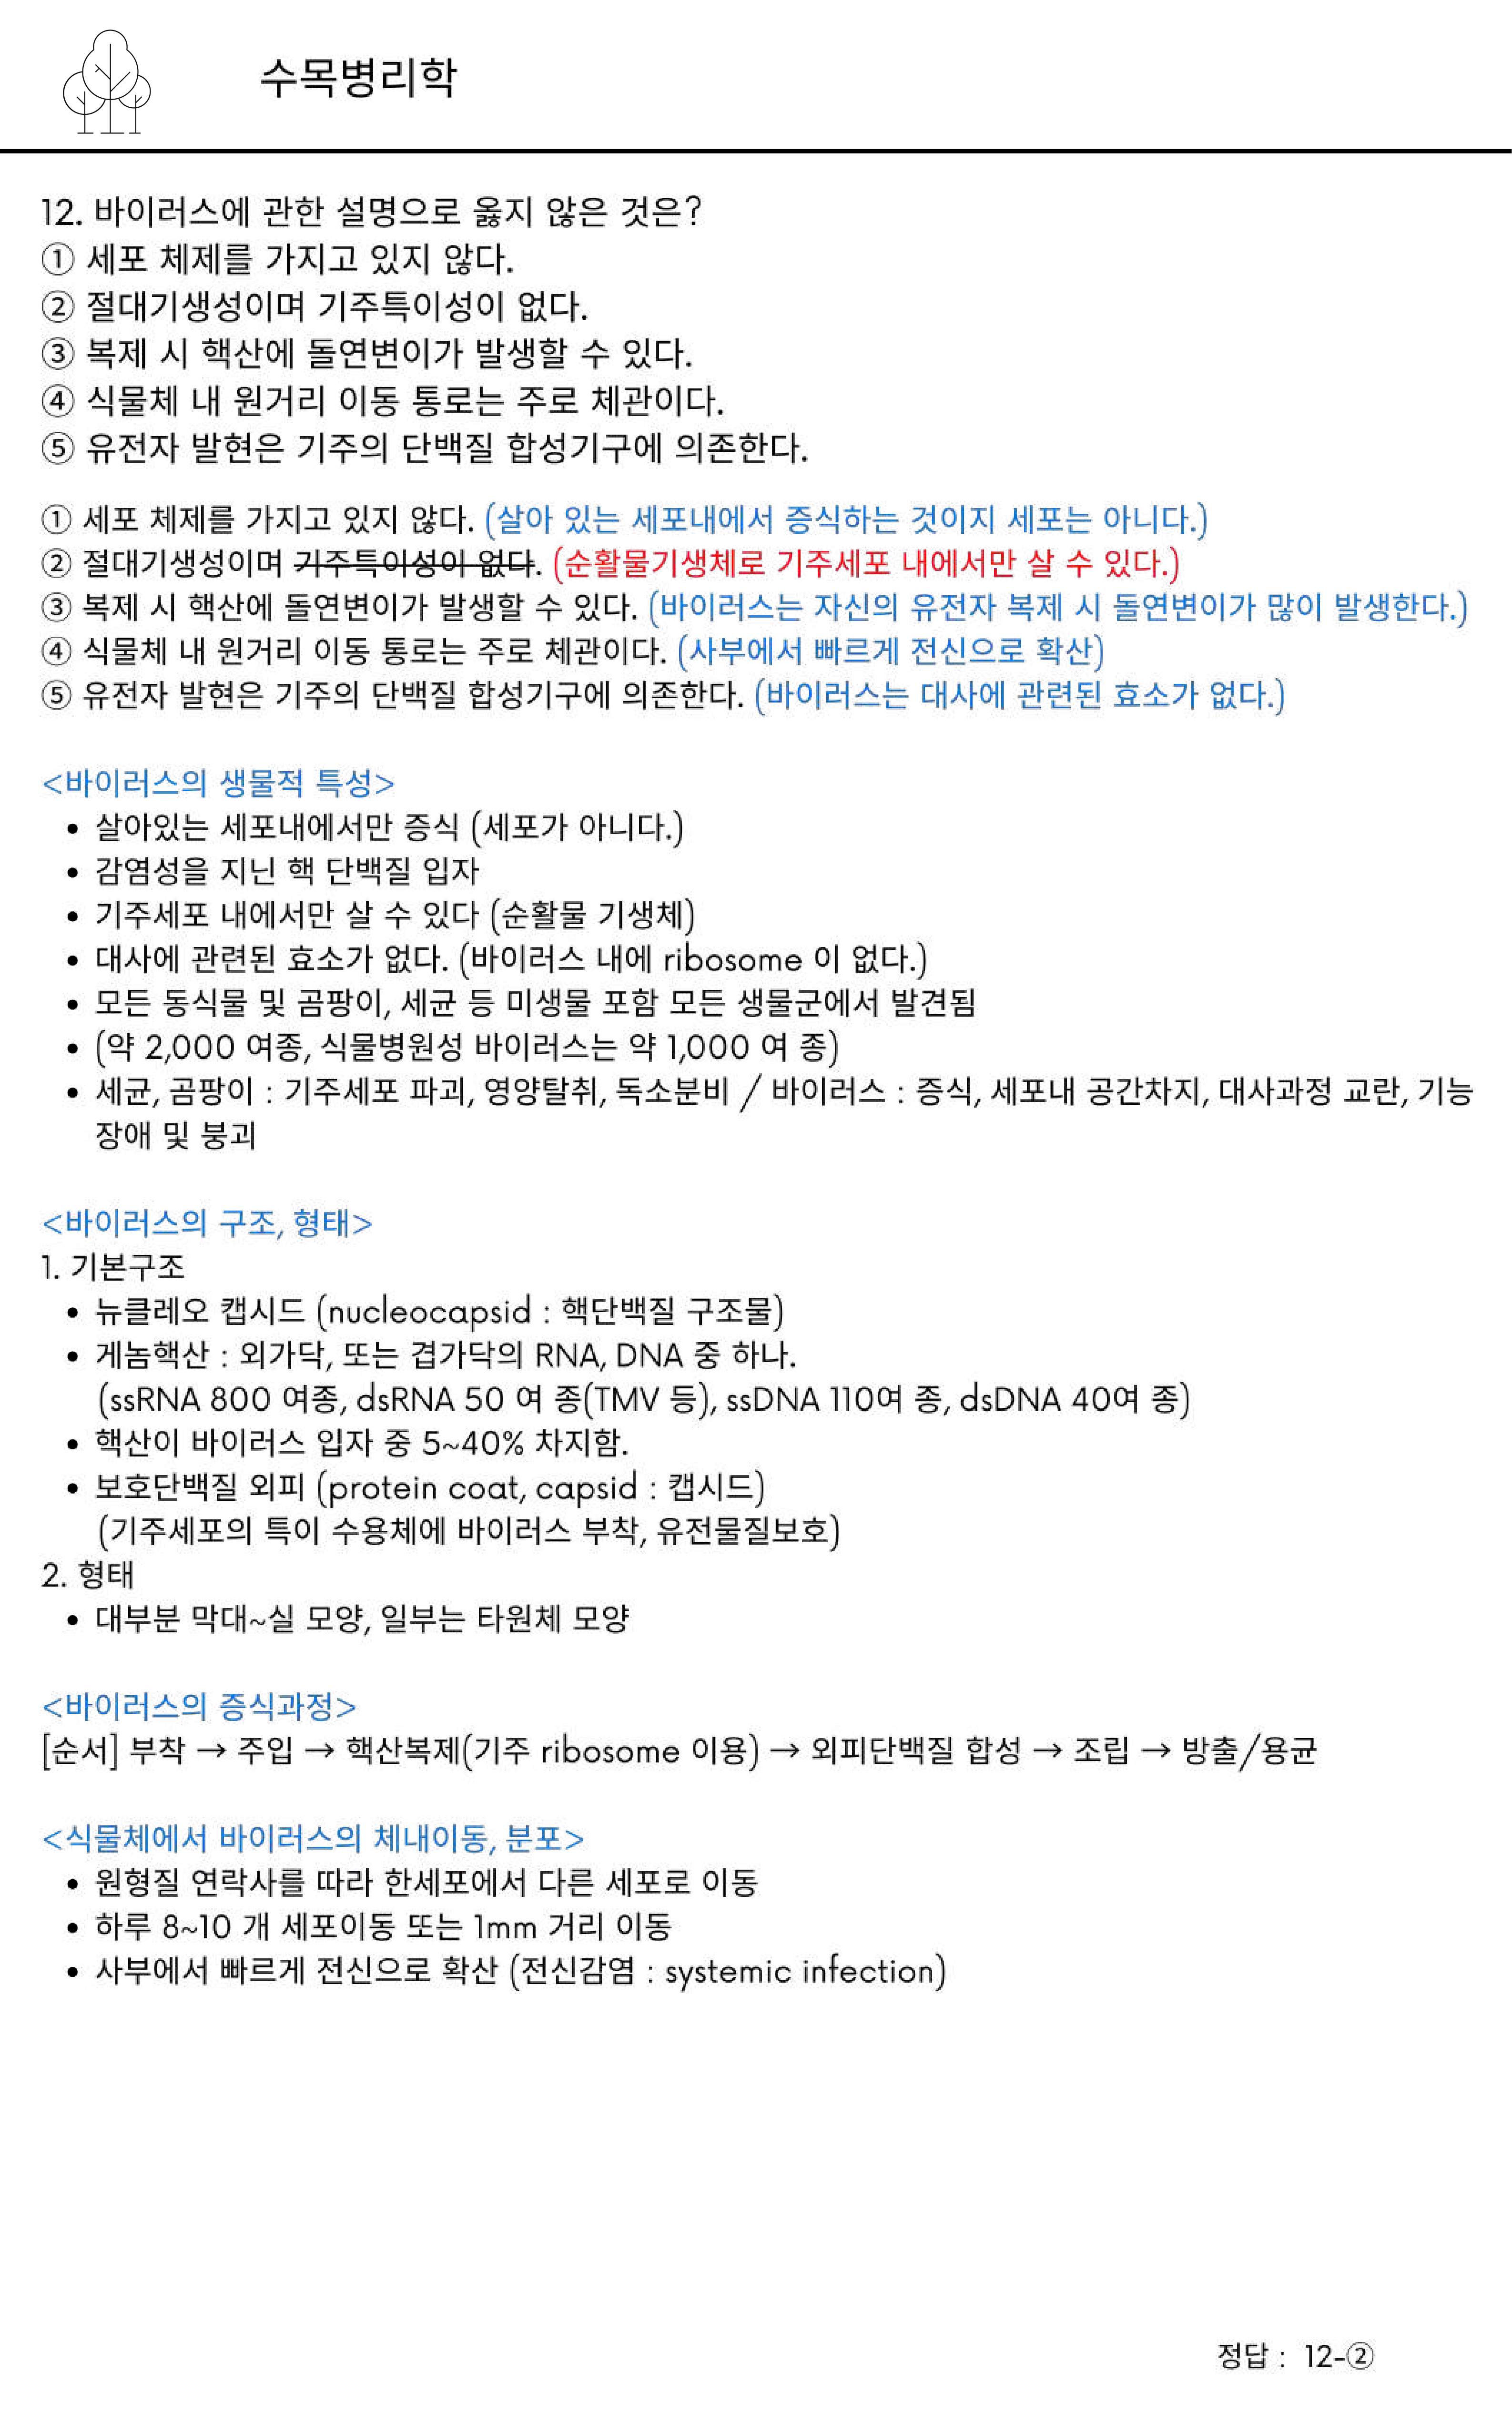 수목병리학
12. 바이러스에 관한 설명으로 옳지 않은 것은?
① 세포 체제를 가지고 있지 않다.
② 절대기생성이며 기주특이성이 없다.
③ 복제 시 핵산에 돌연변이가 발생할 수 있다.
④ 식물체 내 원거리 이동 통로는 주로 체관이다.
⑤ 유전자 발현은 기주의 단백질 합성기구에 의존한다.
① 세포 체제를 가지고 있지 않다. (살아 있는 세포내에서 증식하는 것이지 세포는 아니다.)
② 절대기생성이며 기주특이성이 없다. (순활물기생체로 기주세포 내에서만 살 수 있다.)
③ 복제 시 핵산에 돌연변이가 발생할 수 있다. (바이러스는 자신의 유전자 복제 시 돌연변이가 많이 발생한다.)
④ 식물체 내 원거리 이동 통로는 주로 체관이다. (사부에서 빠르게 전신으로 확산)
⑤ 유전자 발현은 기주의 단백질 합성기구에 의존한다. (바이러스는 대사에 관련된 효소가 없다.)
<바이러스의 생물적 특성>
• 살아있는 세포내에서만 증식 (세포가 아니다.)
• 감염성을 지닌 핵 단백질 입자
• 기주세포 내에서만 살 수 있다 (순활물 기생체)
• 대사에 관련된 효소가 없다. (바이러스 내에 ribosome 이 없다.)
• 모든 동식물 및 곰팡이, 세균 등 미생물 포함 모든 생물군에서 발견됨
• (약 2,000 여종, 식물병원성 바이러스는 약 1,000 여 종)
• 세균, 곰팡이 : 기주세포 파괴, 영양탈취, 독소분비 / 바이러스 : 증식, 세포내 공간차지, 대사과정 교란, 기능
장애 및 붕괴
<바이러스의 구조, 형태>
1. 기본구조
• 뉴클레오 캡시드 (nucleocapsid : 핵단백질 구조물)
• 게놈핵산 : 외가닥, 또는 겹가닥의 RNA, DNA 중 하나.
(ssRNA 800 여종, dsRNA 50 여 종(TMV 등), ssDNA 110여 종, dsDNA 40여 종)
• 핵산이 바이러스 입자 중 5~40% 차지함.
• 보호단백질 외피 (protein coat, capsid : 캡시드)
(기주세포의 특이 수용체에 바이러스 부착, 유전물질보호)
2. 형태
• 대부분 막대~실 모양, 일부는 타원체 모양
<바이러스의 증식과정>
[순서] 부착 → 주입 → 핵산복제(기주 ribosome 이용) → 외피단백질 합성 → 조립 → 방출/용균
<식물체에서 바이러스의 체내이동, 분포>
• 원형질 연락사를 따라 한세포에서 다른 세포로 이동
• 하루 8~10 개 세포이동 또는 1mm 거리 이동
• 사부에서 빠르게 전신으로 확산 (전신감염 : systemic infection)
정답 : 12-②